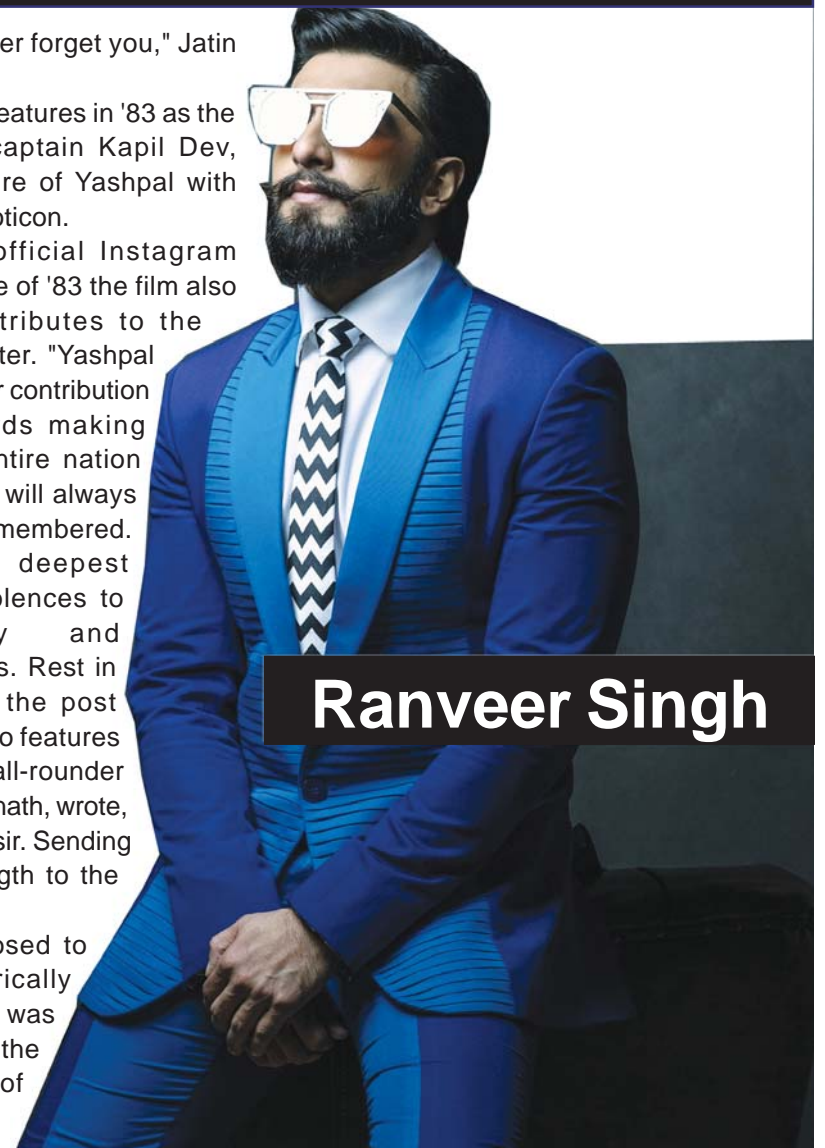 er forget you," Jatin
eatures in '83 as the
captain Kapil Dev,
re of Yashpal with
oticon.
official Instagram
e of '83 the film also
tributes to the
ter. "Yashpal
r contribution
ds making
ntire nation
will always
membered.
deepest
olences to
y and
s. Rest in
the post
o features
all-rounder
nath, wrote,
sir. Sending
gth to the
osed to
rically
was
the
of
Ranveer Singh